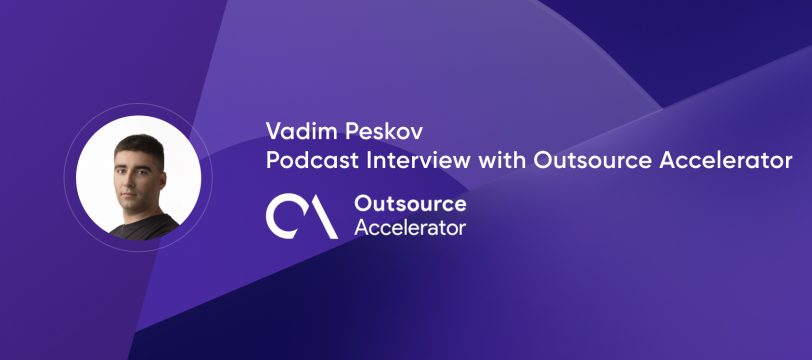 Vadim Peskov
Podcast Interview with Outsource Accelerator
Outsource
Accelerator